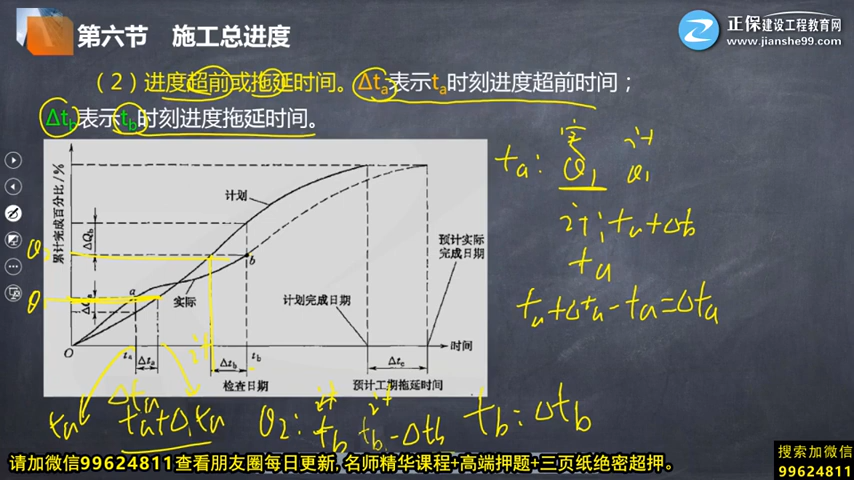 第六节 施工总进度
正保建设工程教育网
www.jianshe99.com
（2）进度超前或拖延时间。Δta表示ta时刻进度超前时间；
Δtb表示tb时刻进度拖延时间。
累计完成百分比/%
计划
实际
ΔQb
ΔQa
a
b
O
ta
Δta
Δtb
tb
检查日期
计划完成日期
预计实际
完成日期
时间
Δtc
预计工期拖延时间
ta: 实 Q1 计 Q1
计: ta+Δtb
ta
ta+Δta-ta=Δta
计
ta
Δta
ta+Δta
Q2: tb 计 tb-Δtb
tb: Δtb
请加微信99624811查看朋友圈每日更新,名师精华课程+高端押题+三页纸绝密超押。
搜索加微信
99624811